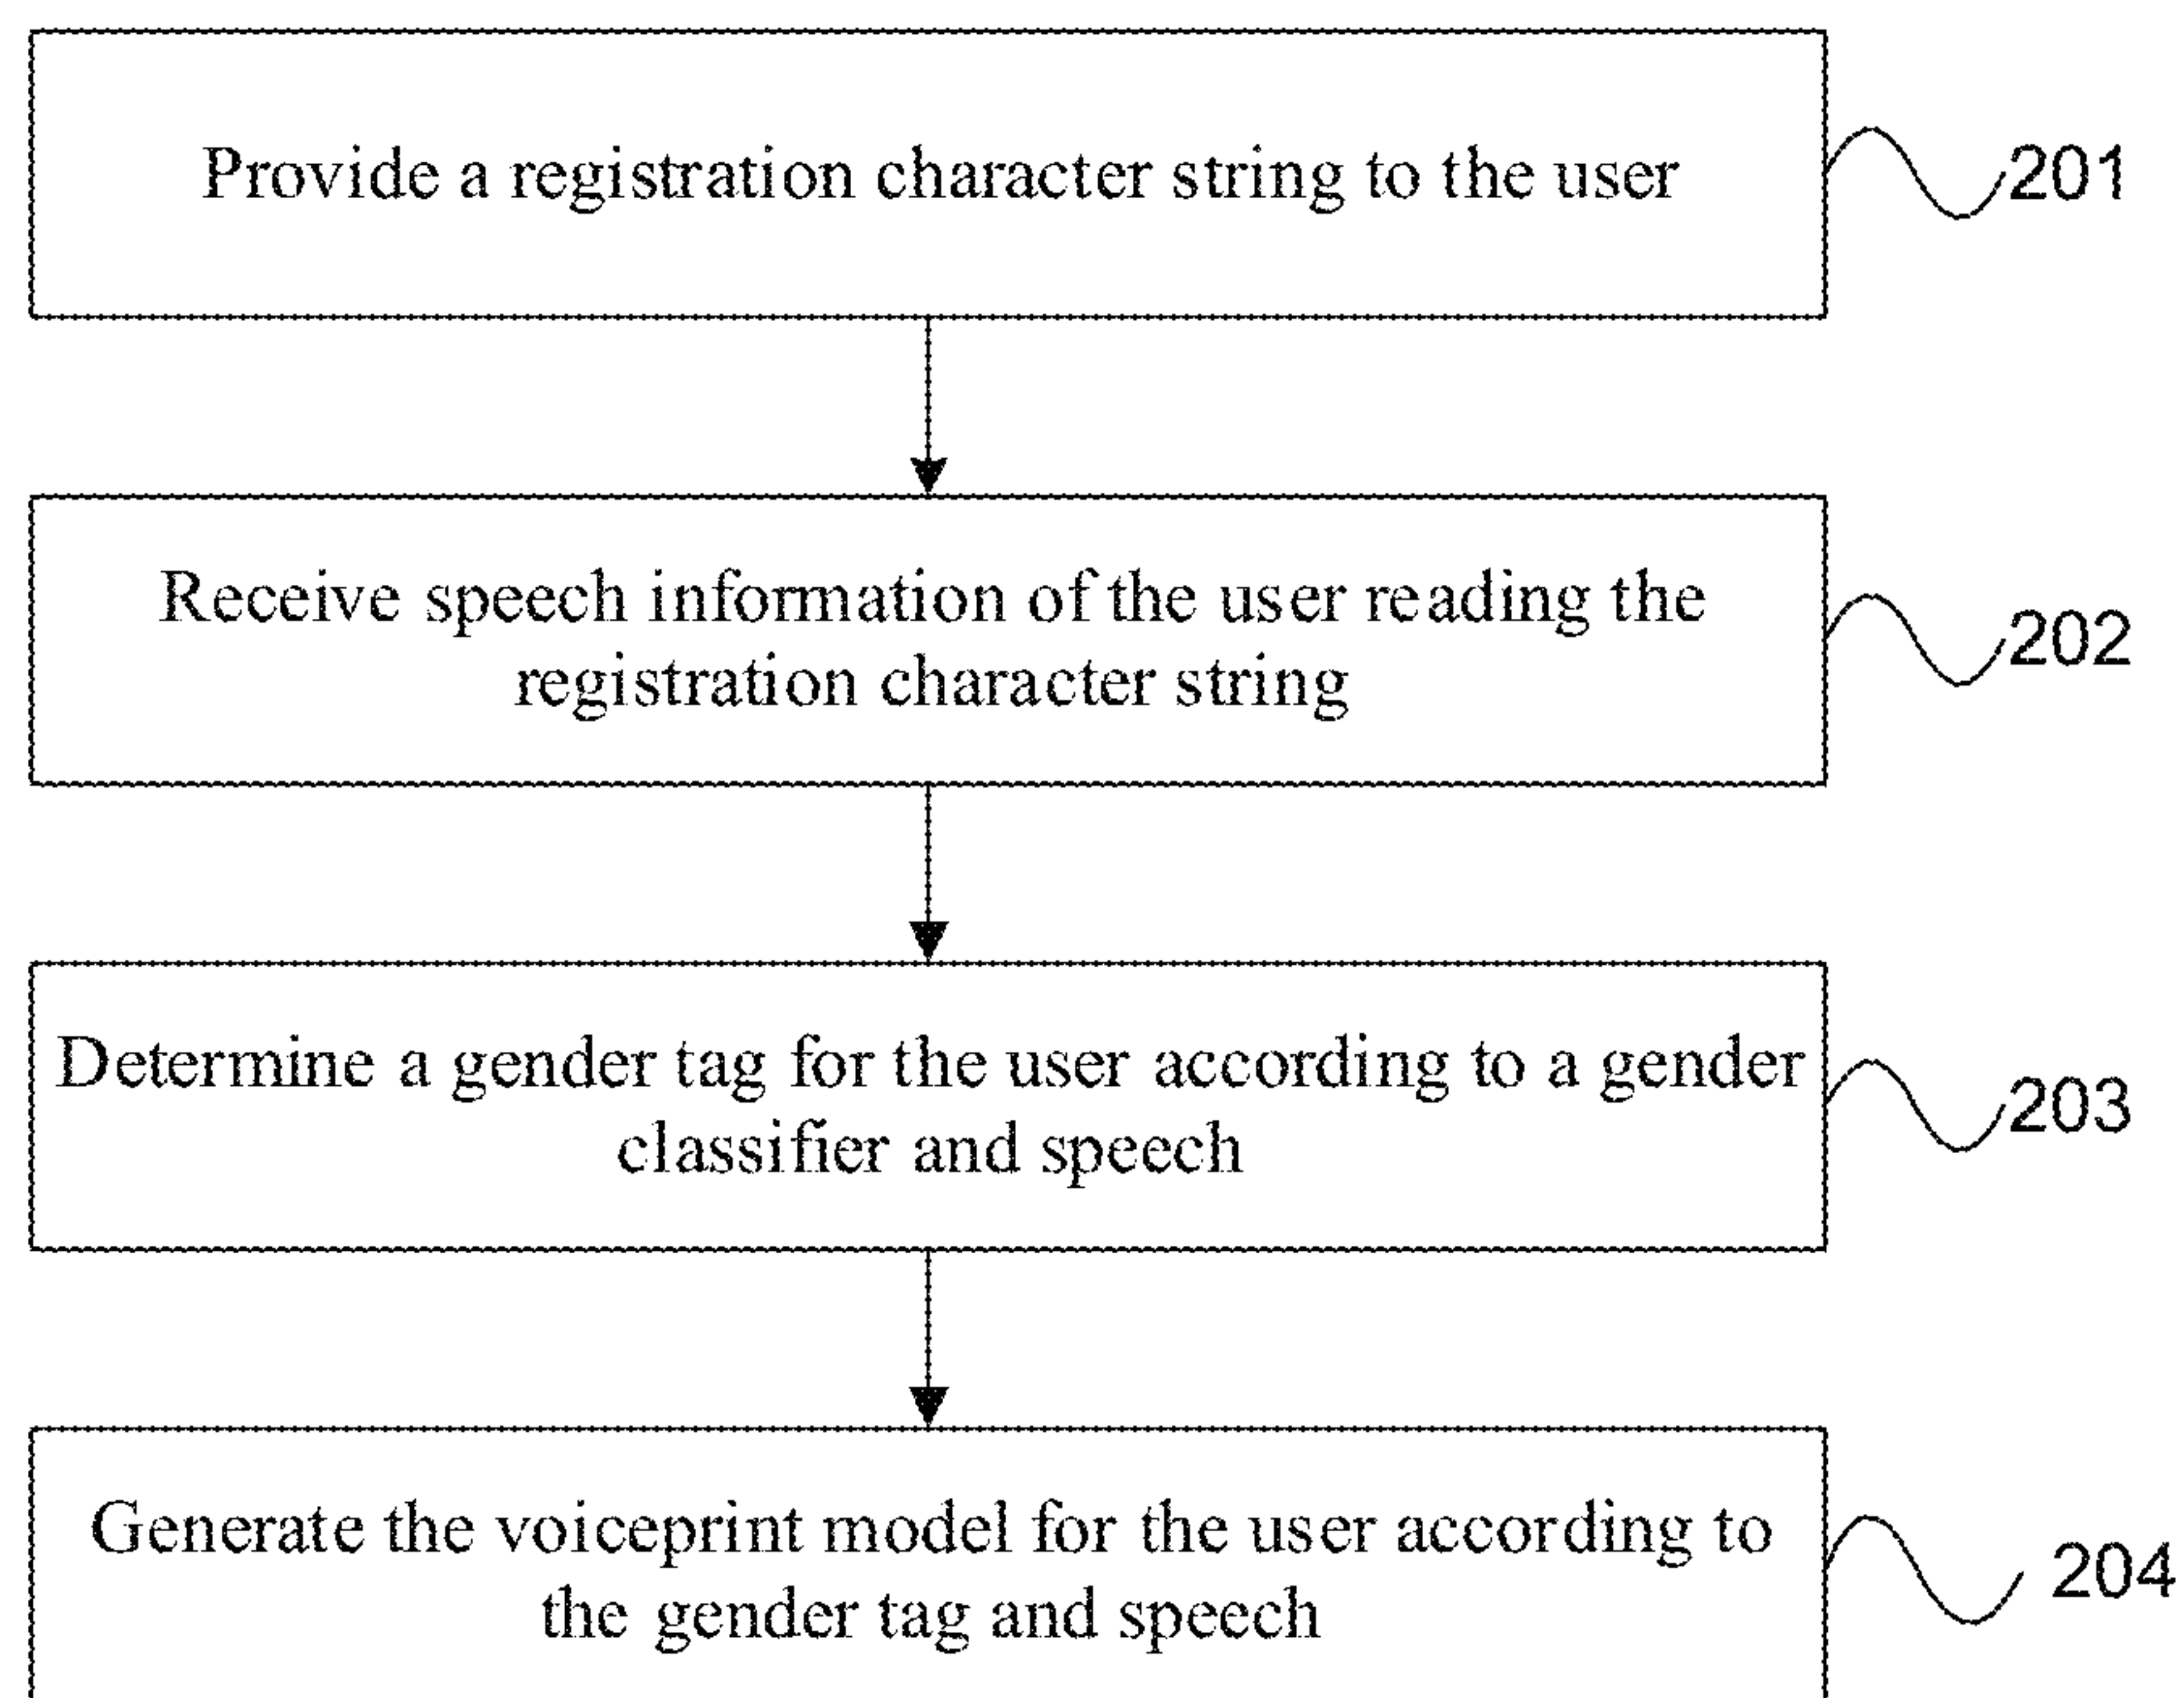 Provide a registration character string to the user
201
Receive speech information of the user reading the
registration character string
202
Determine a gender tag for the user according to a gender
classifier and speech
203
Generate the voiceprint model for the user according to
the gender tag and speech
204